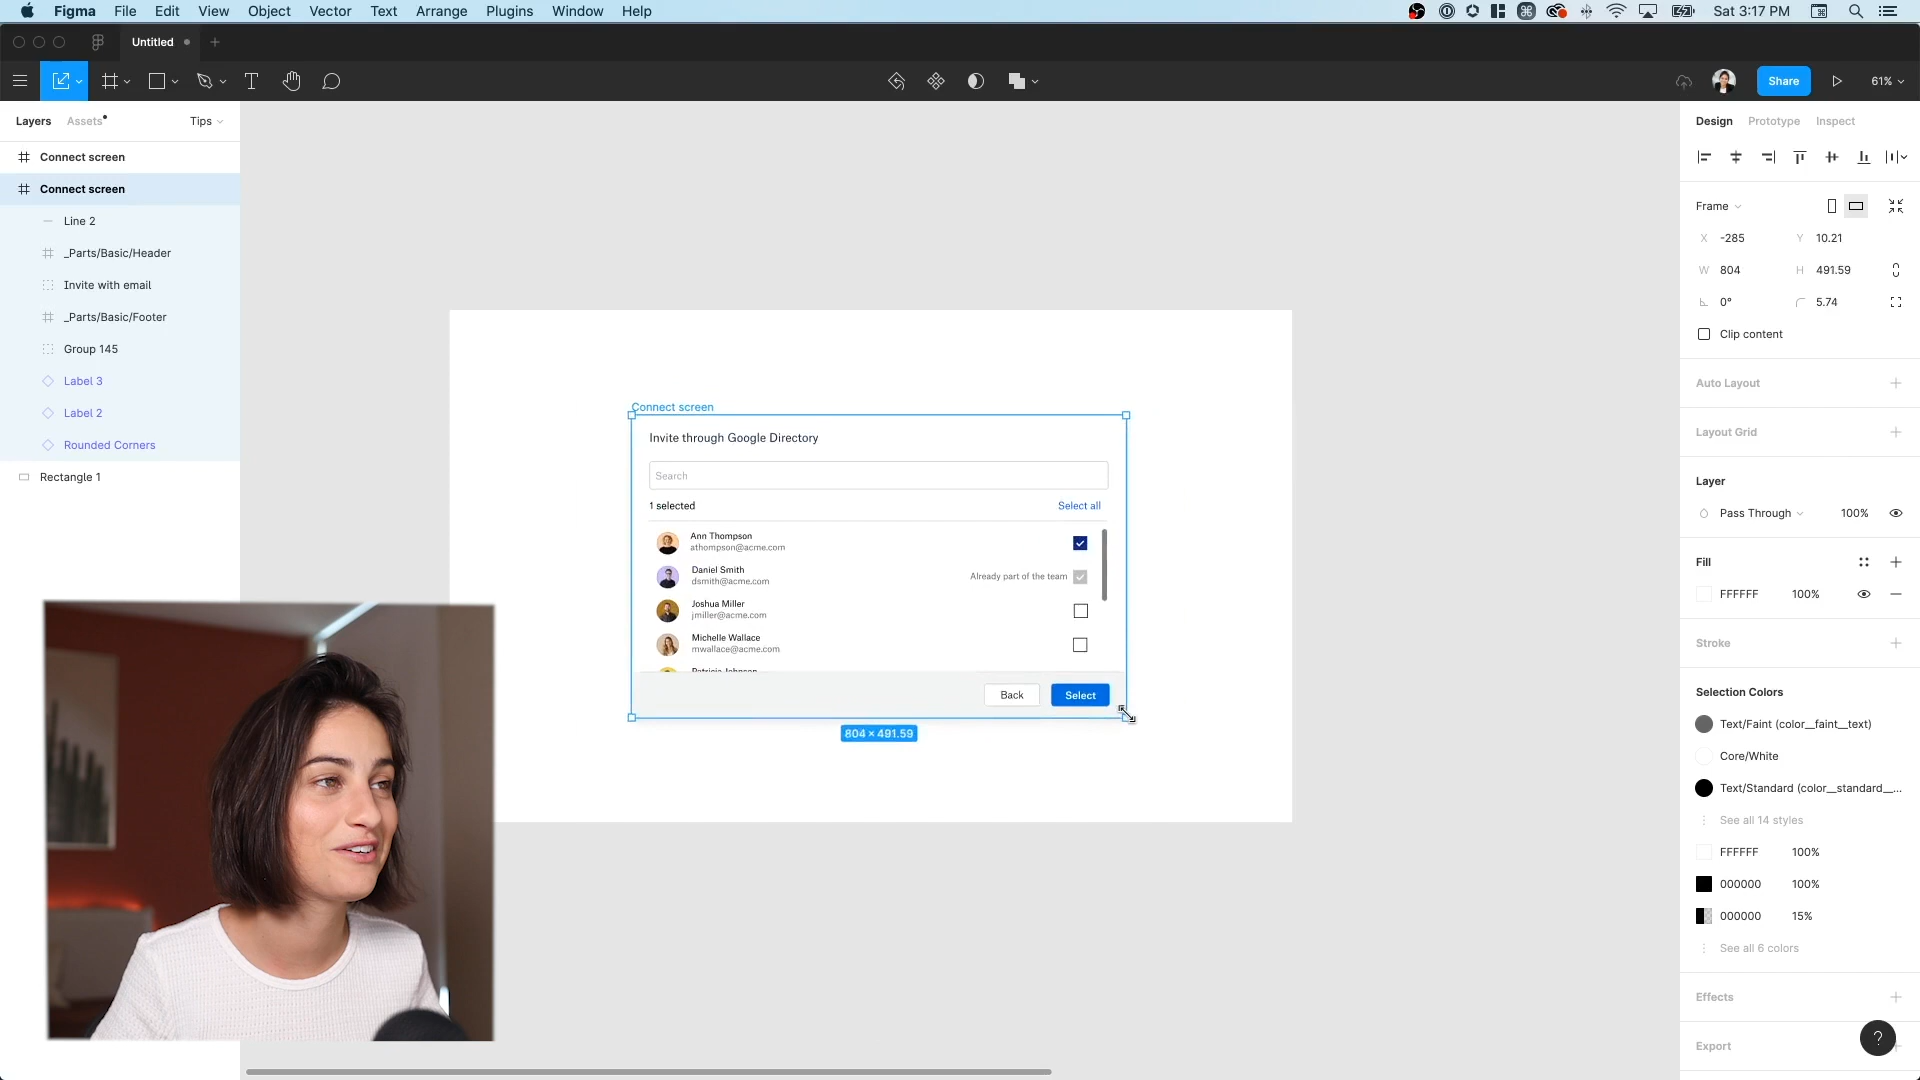 Figma File Edit View Object Vector Text Arrange Plugins Window Help
Sat 3:17 PM
Untitled
Share
61%
Layers Assets Tips
Connect screen
Connect screen
Line 2
_Parts/Basic/Header
Invite with email
_Parts/Basic/Footer
Group 145
Label 3
Label 2
Rounded Corners
Rectangle 1
Connect screen
Invite through Google Directory
Search
1 selected Select all
Ann Thompson
athompson@acme.com
Daniel Smith
dsmith@acme.com
Already part of the team
Joshua Miller
jmiller@acme.com
Michelle Wallace
mwallace@acme.com
Patricia Johnson
Back Select
804 × 491.59
Design Prototype Inspect
Frame
X -285 Y 10.21
W 804 H 491.59
0° 5.74
Clip content
Auto Layout
Layout Grid
Layer
Pass Through 100%
Fill
FFFFFF 100%
Stroke
Selection Colors
Text/Faint (color__faint__text)
Core/White
Text/Standard (color__standard__...
See all 14 styles
FFFFFF 100%
000000 100%
000000 15%
See all 6 colors
Effects
Export
?